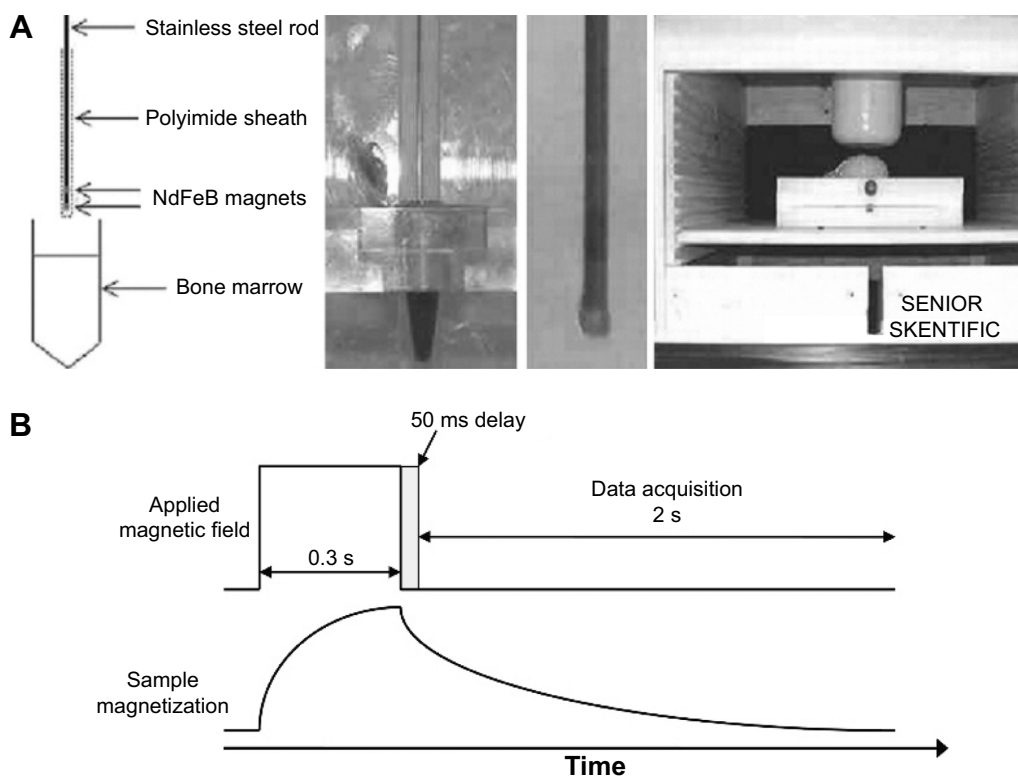 A
Stainless steel rod
Polyimide sheath
NdFeB magnets
Bone marrow
SENIOR
SKENTIFIC
B
50 ms delay
Applied
magnetic field
Data acquisition
2 s
0.3 s
Sample
magnetization
Time